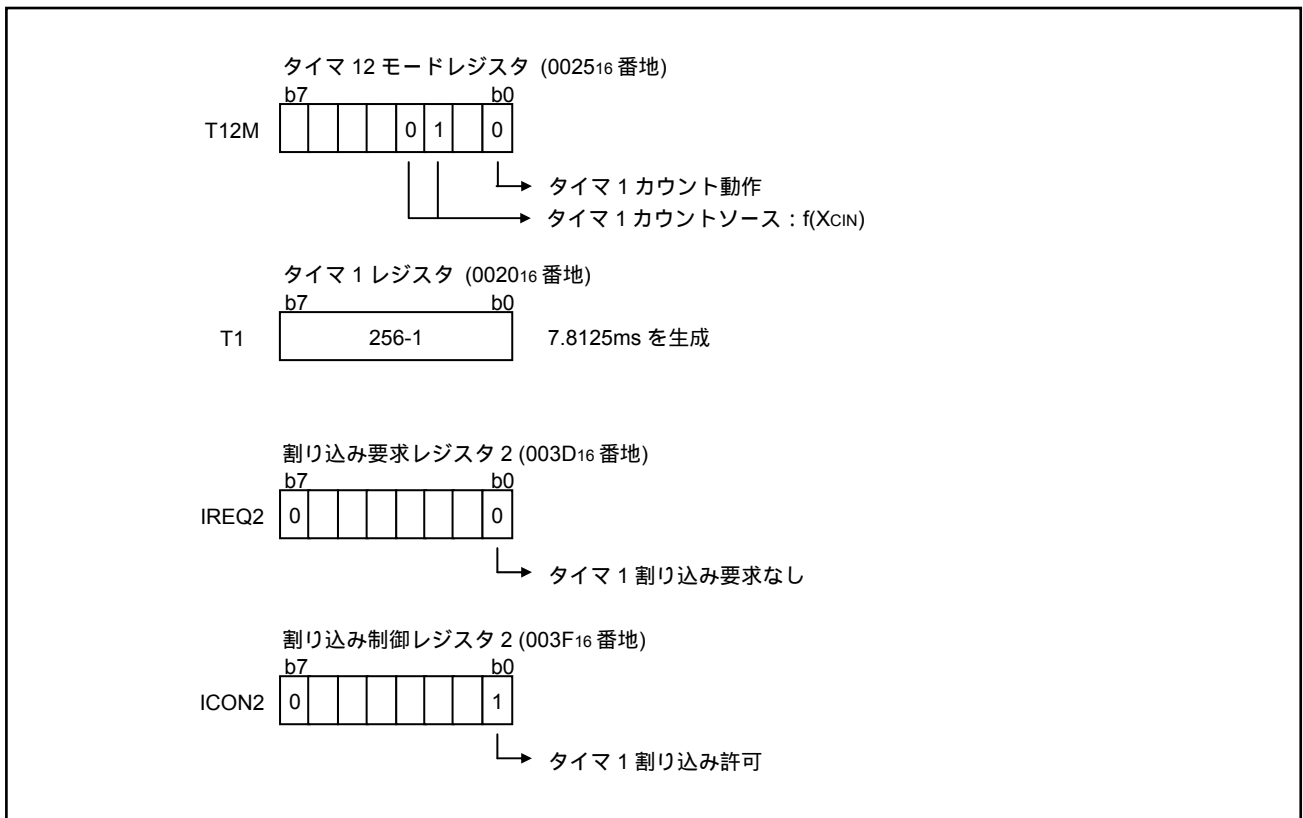 タイマ 12 モードレジスタ (002516 番地)
b7 b0
T12M 0 1 0
タイマ 1 カウント動作
タイマ 1 カウントソース：f(XCIN)
タイマ 1 レジスタ (002016 番地)
b7 b0
T1 256-1 7.8125ms を生成
割り込み要求レジスタ 2 (003D16 番地)
b7 b0
IREQ2 0 0
タイマ 1 割り込み要求なし
割り込み制御レジスタ 2 (003F16 番地)
b7 b0
ICON2 0 1
タイマ 1 割り込み許可